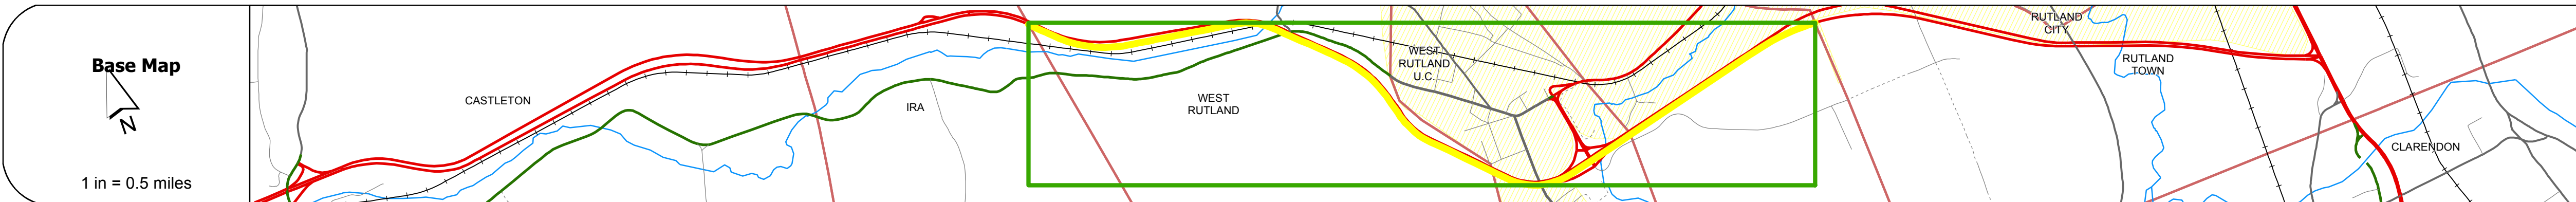 Base Map
N
1 in = 0.5 miles
CASTLETON
IRA
WEST
RUTLAND
WEST
RUTLAND
U.C.
RUTLAND
CITY
RUTLAND
TOWN
CLARENDON